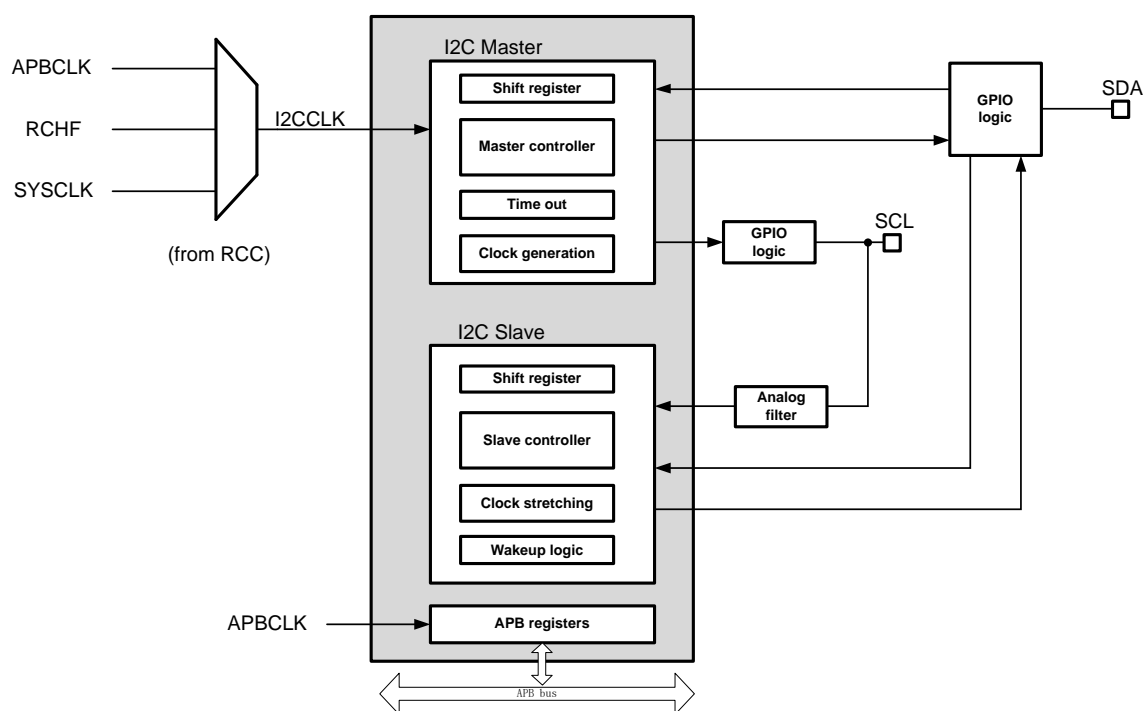 I2C Master
APBCLK
RCHF
SYSCLK
I2CCLK
(from RCC)
Shift register
Master controller
Time out
Clock generation
GPIO
logic
SDA
GPIO
logic
SCL
I2C Slave
Shift register
Slave controller
Clock stretching
Wakeup logic
Analog
filter
APBCLK
APB registers
APB bus